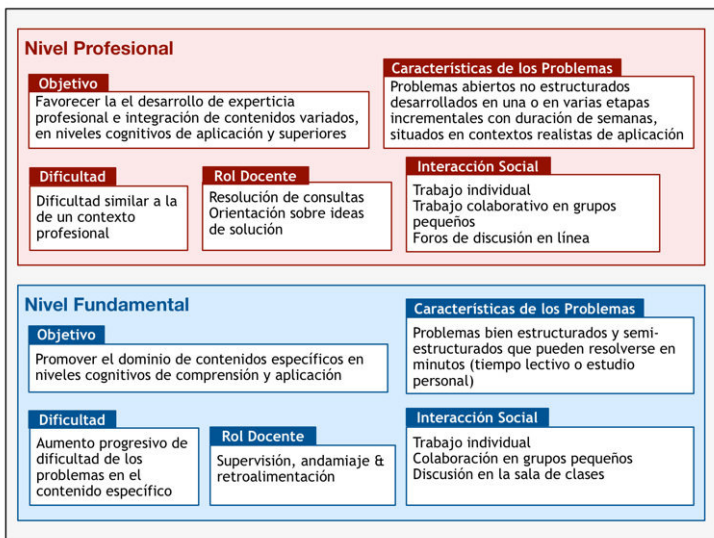 Nivel Profesional
Objetivo
Favorecer la el desarrollo de experticia
profesional e integración de contenidos variados,
en niveles cognitivos de aplicación y superiores
Características de los Problemas
Problemas abiertos no estructurados
desarrollados en una o en varias etapas
incrementales con duración de semanas,
situados en contextos realistas de aplicación
Dificultad
Dificultad similar a la
de un contexto
profesional
Rol Docente
Resolución de consultas
Orientación sobre ideas
de solución
Interacción Social
Trabajo individual
Trabajo colaborativo en grupos
pequeños
Foros de discusión en línea
Nivel Fundamental
Objetivo
Promover el dominio de contenidos específicos en
niveles cognitivos de comprensión y aplicación
Características de los Problemas
Problemas bien estructurados y semi-
estructurados que pueden resolverse en
minutos (tiempo lectivo o estudio
personal)
Dificultad
Aumento progresivo de
dificultad de los
problemas en el
contenido específico
Rol Docente
Supervisión, andamiaje &
retroalimentación
Interacción Social
Trabajo individual
Colaboración en grupos pequeños
Discusión en la sala de clases